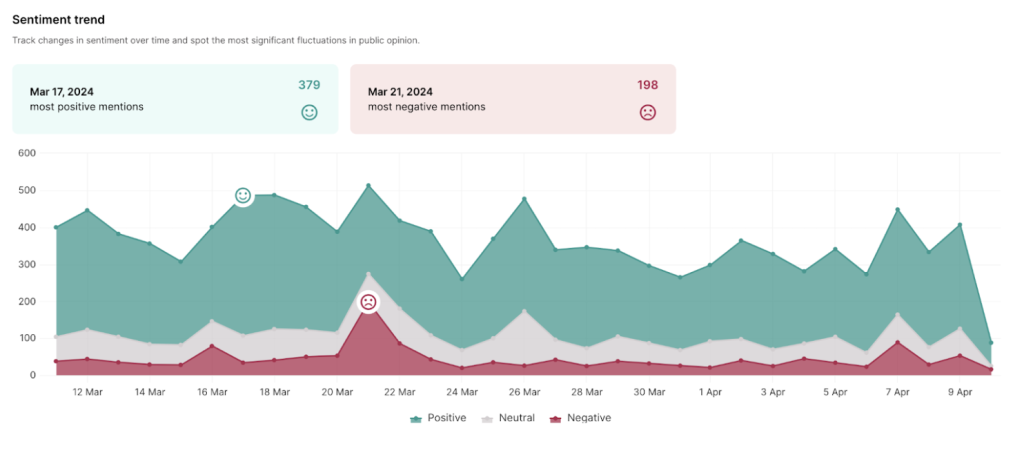 Sentiment trend
Track changes in sentiment over time and spot the most significant fluctuations in public opinion.
Mar 17, 2024
379
most positive mentions
Mar 21, 2024
198
most negative mentions
600
500
400
300
200
100
0
12 Mar 14 Mar 16 Mar 18 Mar 20 Mar 22 Mar 24 Mar 26 Mar 28 Mar 30 Mar 1 Apr 3 Apr 5 Apr 7 Apr 9 Apr
Positive Neutral Negative